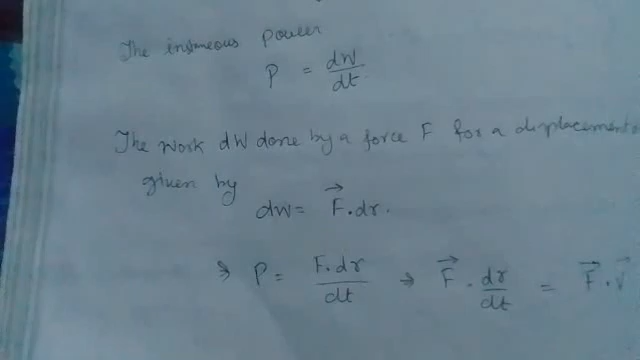 The instmeous power
P = dW/dt
The work dW done by a force F for a displacement
given by
dw = F⃗.dr.
⇒ P = F.dr/dt → F⃗ . dr/dt = F⃗.v⃗